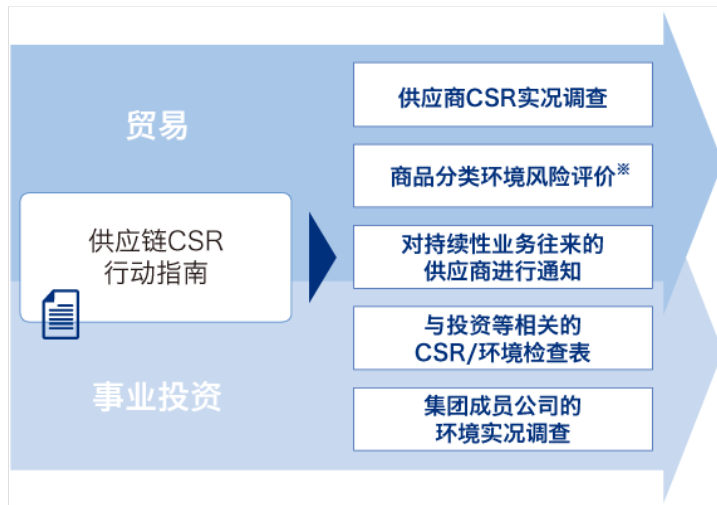 贸易
供应链CSR
行动指南
事业投资
供应商CSR实况调查
商品分类环境风险评价※
对持续性业务往来的
供应商进行通知
与投资等相关的
CSR/环境检查表
集团成员公司的
环境实况调查